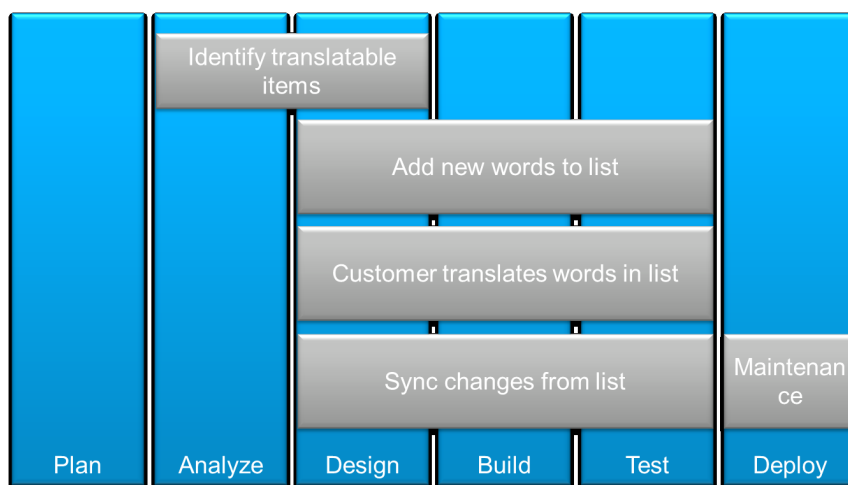 Identify translatable
items
Add new words to list
Customer translates words in list
Sync changes from list
Maintenan
ce
Plan
Analyze
Design
Build
Test
Deploy